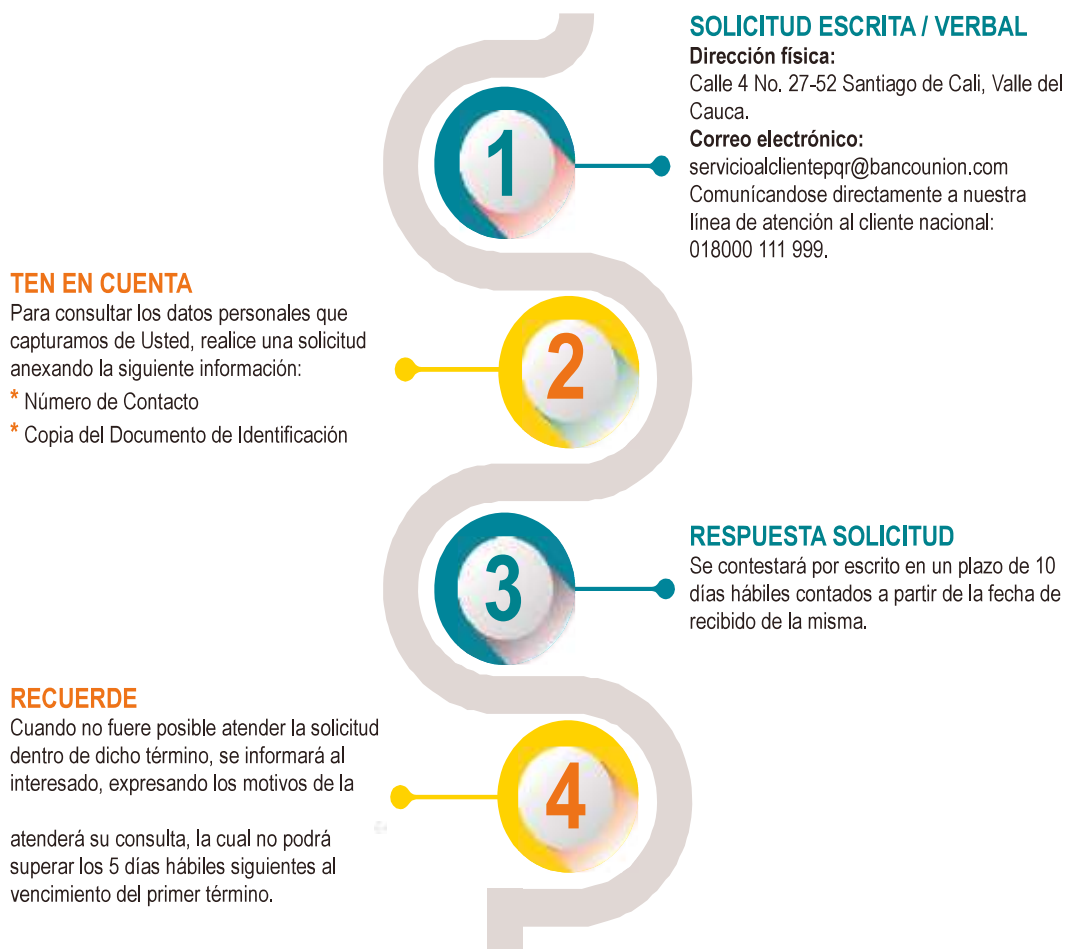 1
SOLICITUD ESCRITA / VERBAL
Dirección física:
Calle 4 No. 27-52 Santiago de Cali, Valle del
Cauca.
Correo electrónico:
servicioalclientepqr@bancounion.com
Comunícandose directamente a nuestra
línea de atención al cliente nacional:
018000 111 999.
2
TEN EN CUENTA
Para consultar los datos personales que
capturamos de Usted, realice una solicitud
anexando la siguiente información:
* Número de Contacto
* Copia del Documento de Identificación
3
RESPUESTA SOLICITUD
Se contestará por escrito en un plazo de 10
días hábiles contados a partir de la fecha de
recibido de la misma.
4
RECUERDE
Cuando no fuere posible atender la solicitud
dentro de dicho término, se informará al
interesado, expresando los motivos de la
atenderá su consulta, la cual no podrá
superar los 5 días hábiles siguientes al
vencimiento del primer término.